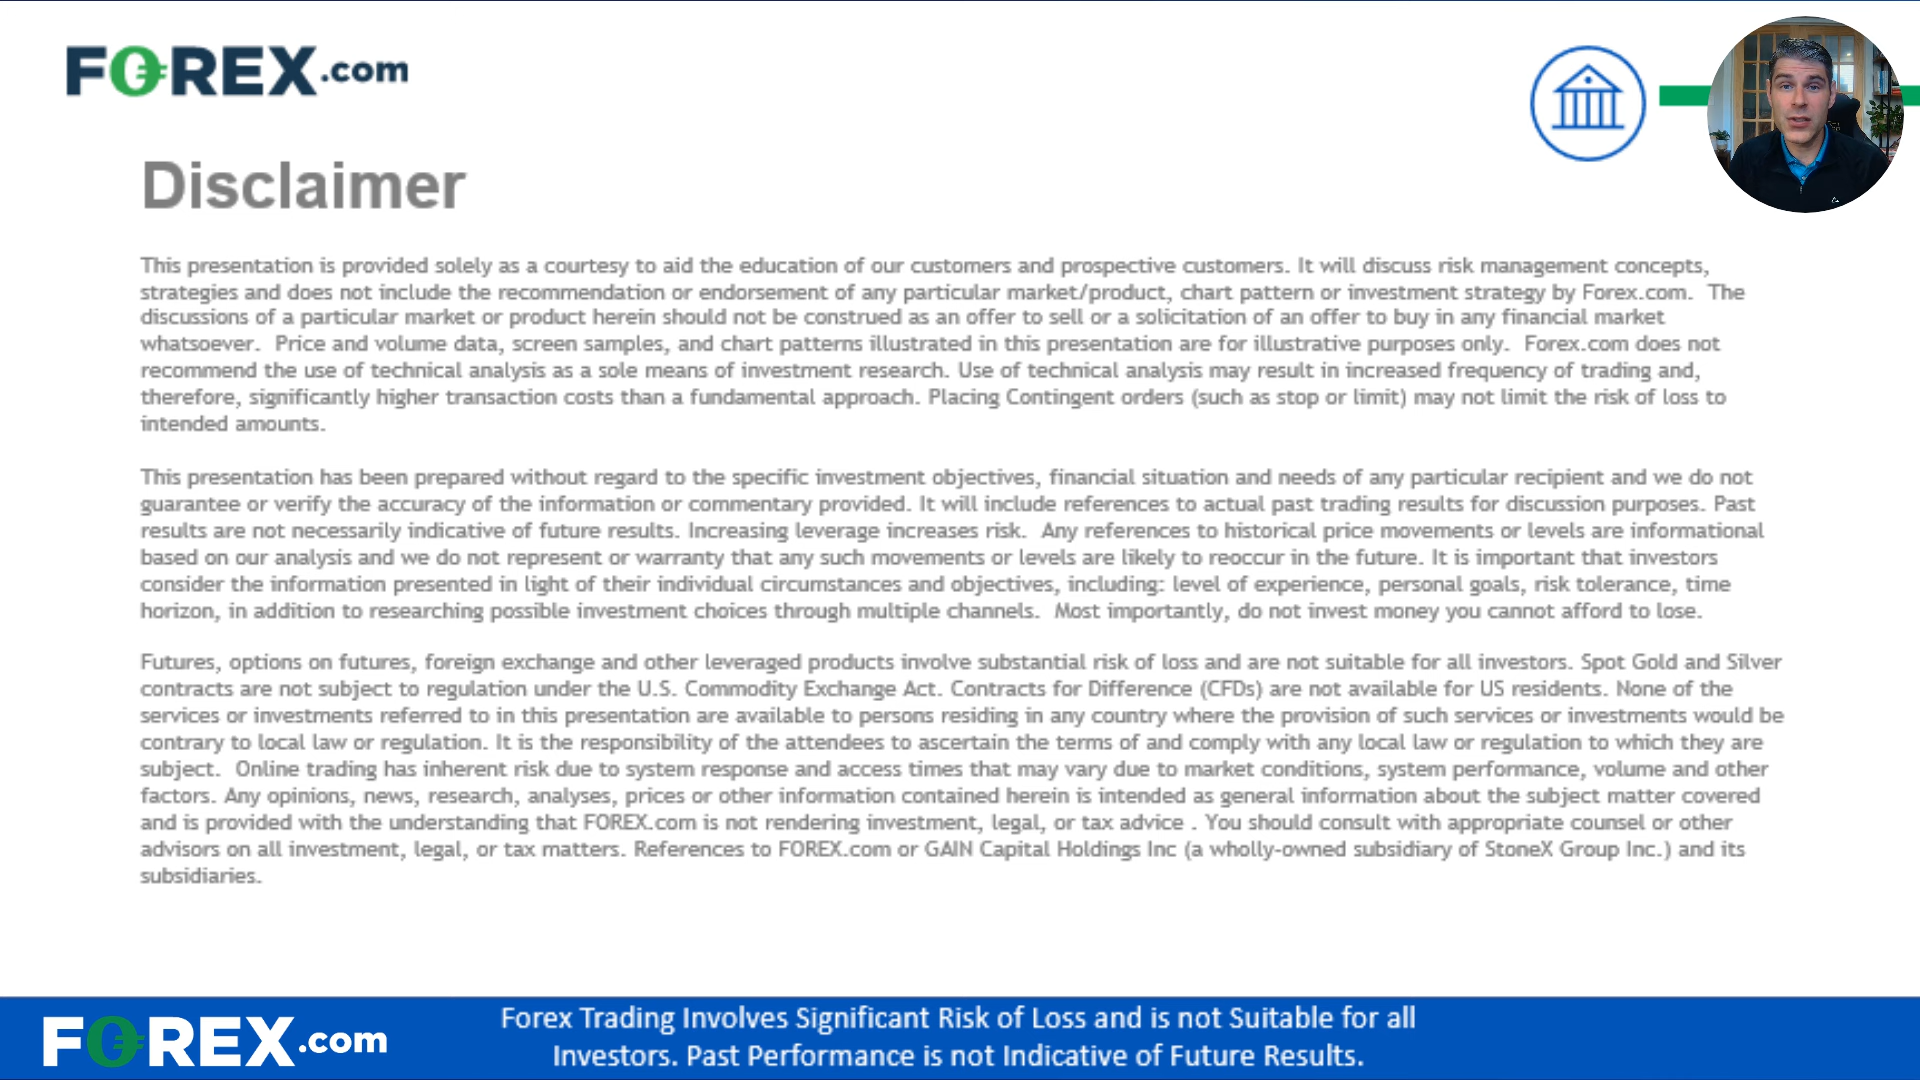 FOREX.com
Disclaimer
This presentation is provided solely as a courtesy to aid the education of our customers and prospective customers. It will discuss risk management concepts,
strategies and does not include the recommendation or endorsement of any particular market/product, chart pattern or investment strategy by Forex.com.  The
discussions of a particular market or product herein should not be construed as an offer to sell or a solicitation of an offer to buy in any financial market
whatsoever.  Price and volume data, screen samples, and chart patterns illustrated in this presentation are for illustrative purposes only.  Forex.com does not
recommend the use of technical analysis as a sole means of investment research. Use of technical analysis may result in increased frequency of trading and,
therefore, significantly higher transaction costs than a fundamental approach. Placing Contingent orders (such as stop or limit) may not limit the risk of loss to
intended amounts.
This presentation has been prepared without regard to the specific investment objectives, financial situation and needs of any particular recipient and we do not
guarantee or verify the accuracy of the information or commentary provided. It will include references to actual past trading results for discussion purposes. Past
results are not necessarily indicative of future results. Increasing leverage increases risk.  Any references to historical price movements or levels are informational
based on our analysis and we do not represent or warranty that any such movements or levels are likely to reoccur in the future. It is important that investors
consider the information presented in light of their individual circumstances and objectives, including: level of experience, personal goals, risk tolerance, time
horizon, in addition to researching possible investment choices through multiple channels.  Most importantly, do not invest money you cannot afford to lose.
Futures, options on futures, foreign exchange and other leveraged products involve substantial risk of loss and are not suitable for all investors. Spot Gold and Silver
contracts are not subject to regulation under the U.S. Commodity Exchange Act. Contracts for Difference (CFDs) are not available for US residents. None of the
services or investments referred to in this presentation are available to persons residing in any country where the provision of such services or investments would be
contrary to local law or regulation. It is the responsibility of the attendees to ascertain the terms of and comply with any local law or regulation to which they are
subject.  Online trading has inherent risk due to system response and access times that may vary due to market conditions, system performance, volume and other
factors. Any opinions, news, research, analyses, prices or other information contained herein is intended as general information about the subject matter covered
and is provided with the understanding that FOREX.com is not rendering investment, legal, or tax advice . You should consult with appropriate counsel or other
advisors on all investment, legal, or tax matters. References to FOREX.com or GAIN Capital Holdings Inc (a wholly-owned subsidiary of StoneX Group Inc.) and its
subsidiaries.
FOREX.com
Forex Trading Involves Significant Risk of Loss and is not Suitable for all
Investors. Past Performance is not Indicative of Future Results.